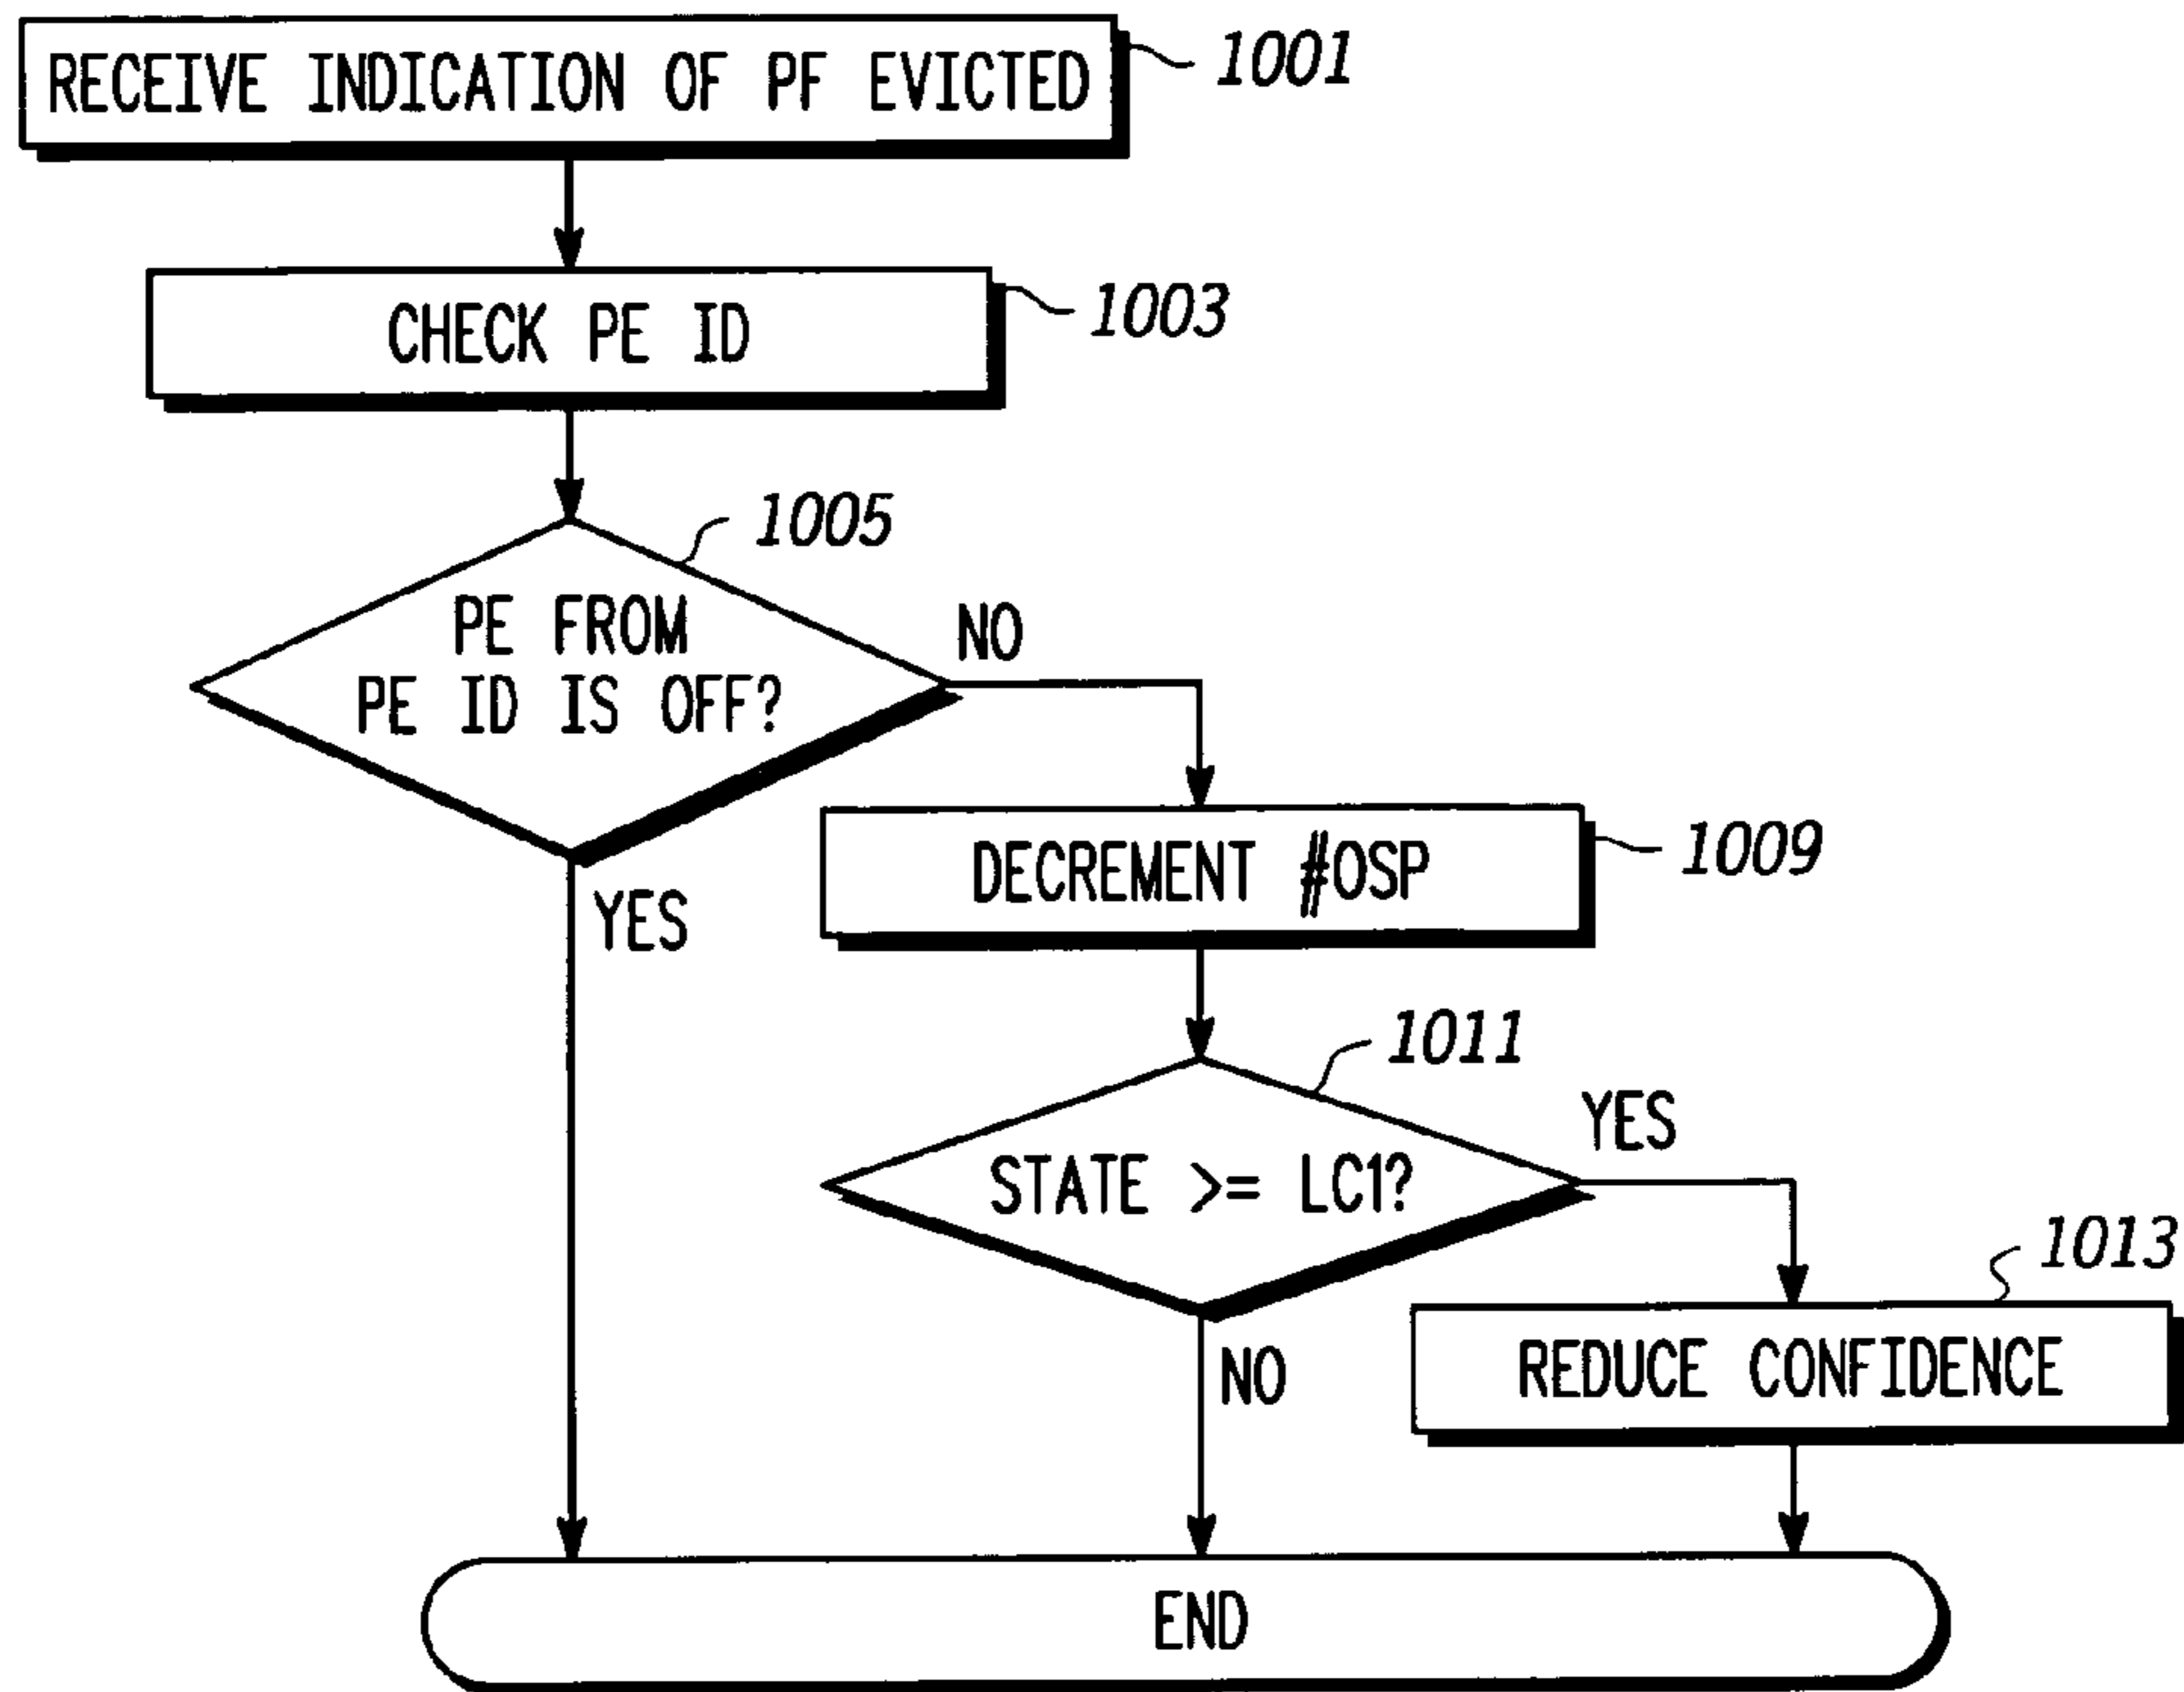 RECEIVE INDICATION OF PF EVICTED
1001
CHECK PE ID
1003
1005
PE FROM
PE ID IS OFF?
NO
YES
DECREMENT #OSP
1009
1011
STATE >= LC1?
YES
NO
1013
REDUCE CONFIDENCE
END